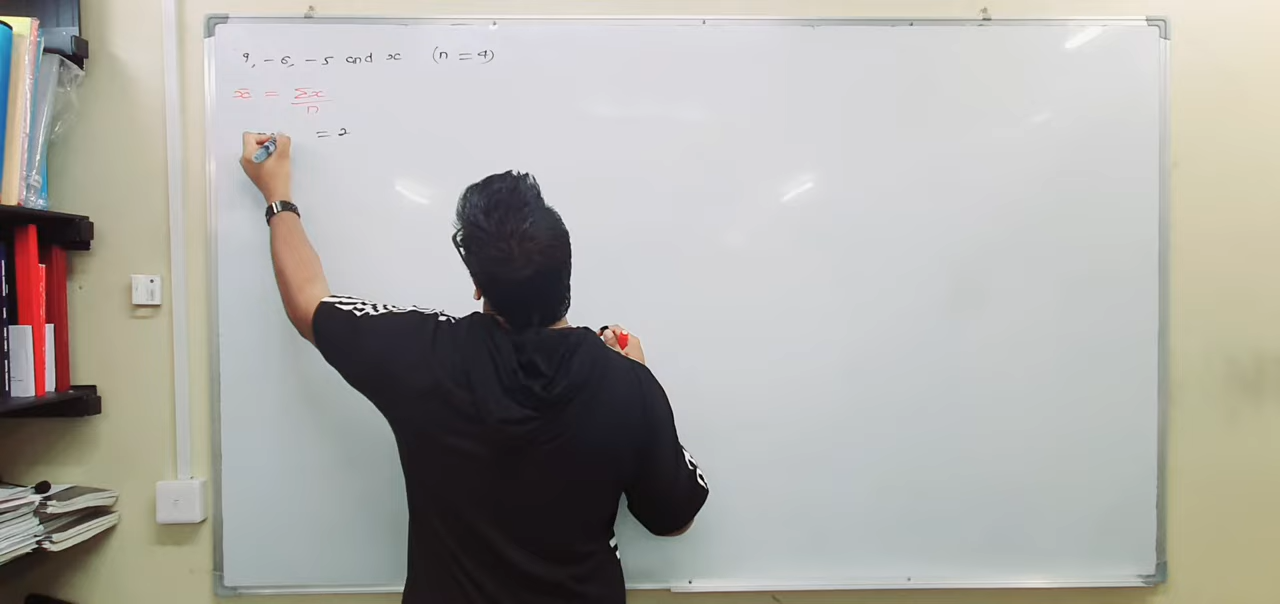 9, -6, -5 and x (n = 4)
x̄ = Σx/n
= 2